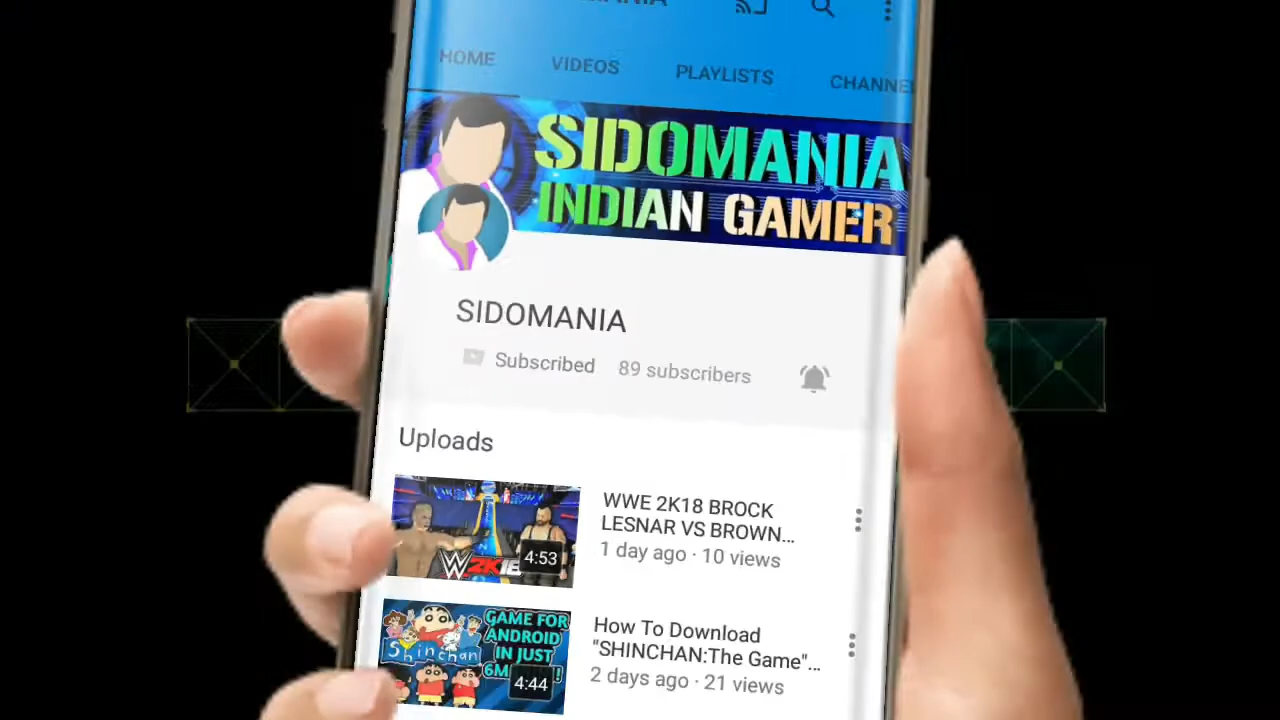 HOME VIDEOS PLAYLISTS CHANNE
SIDOMANIA
INDIAN GAMER
SIDOMANIA
Subscribed 89 subscribers
Uploads
WWE 2K18 BROCK
LESNAR VS BROWN...
1 day ago · 10 views
W 2K18
4:53
How To Download
"SHINCHAN:The Game"...
2 days ago · 21 views
Shinchan
GAME FOR
ANDROID
IN JUST
4:44